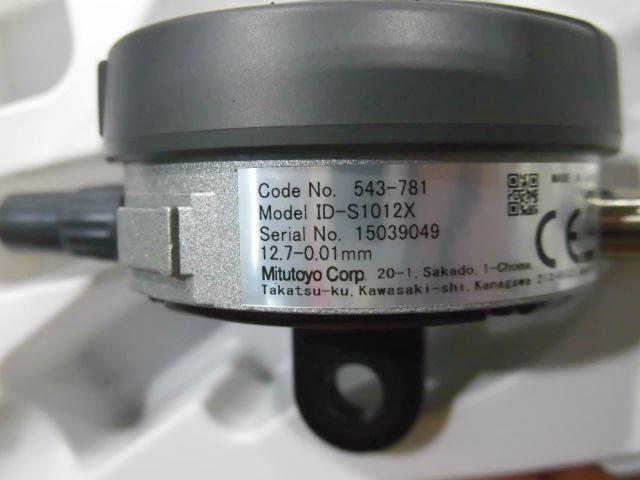 Code No. 543-781
Model ID-S1012X
Serial No. 15039049
12.7-0.01mm
Mitutoyo Corp. 20-1, Sakado, 1-Chome,
Takatsu-ku, Kawasaki-shi, Kanagawa
MADE
CE